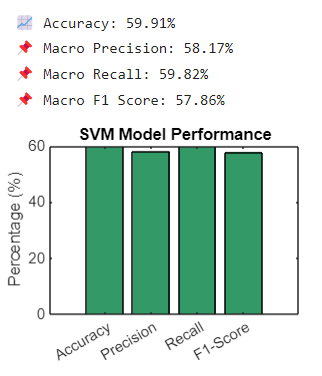 📈 Accuracy: 59.91%
📌 Macro Precision: 58.17%
📌 Macro Recall: 59.82%
📌 Macro F1 Score: 57.86%
SVM Model Performance
Percentage (%)
60
40
20
0
Accuracy
Precision
Recall
F1-Score